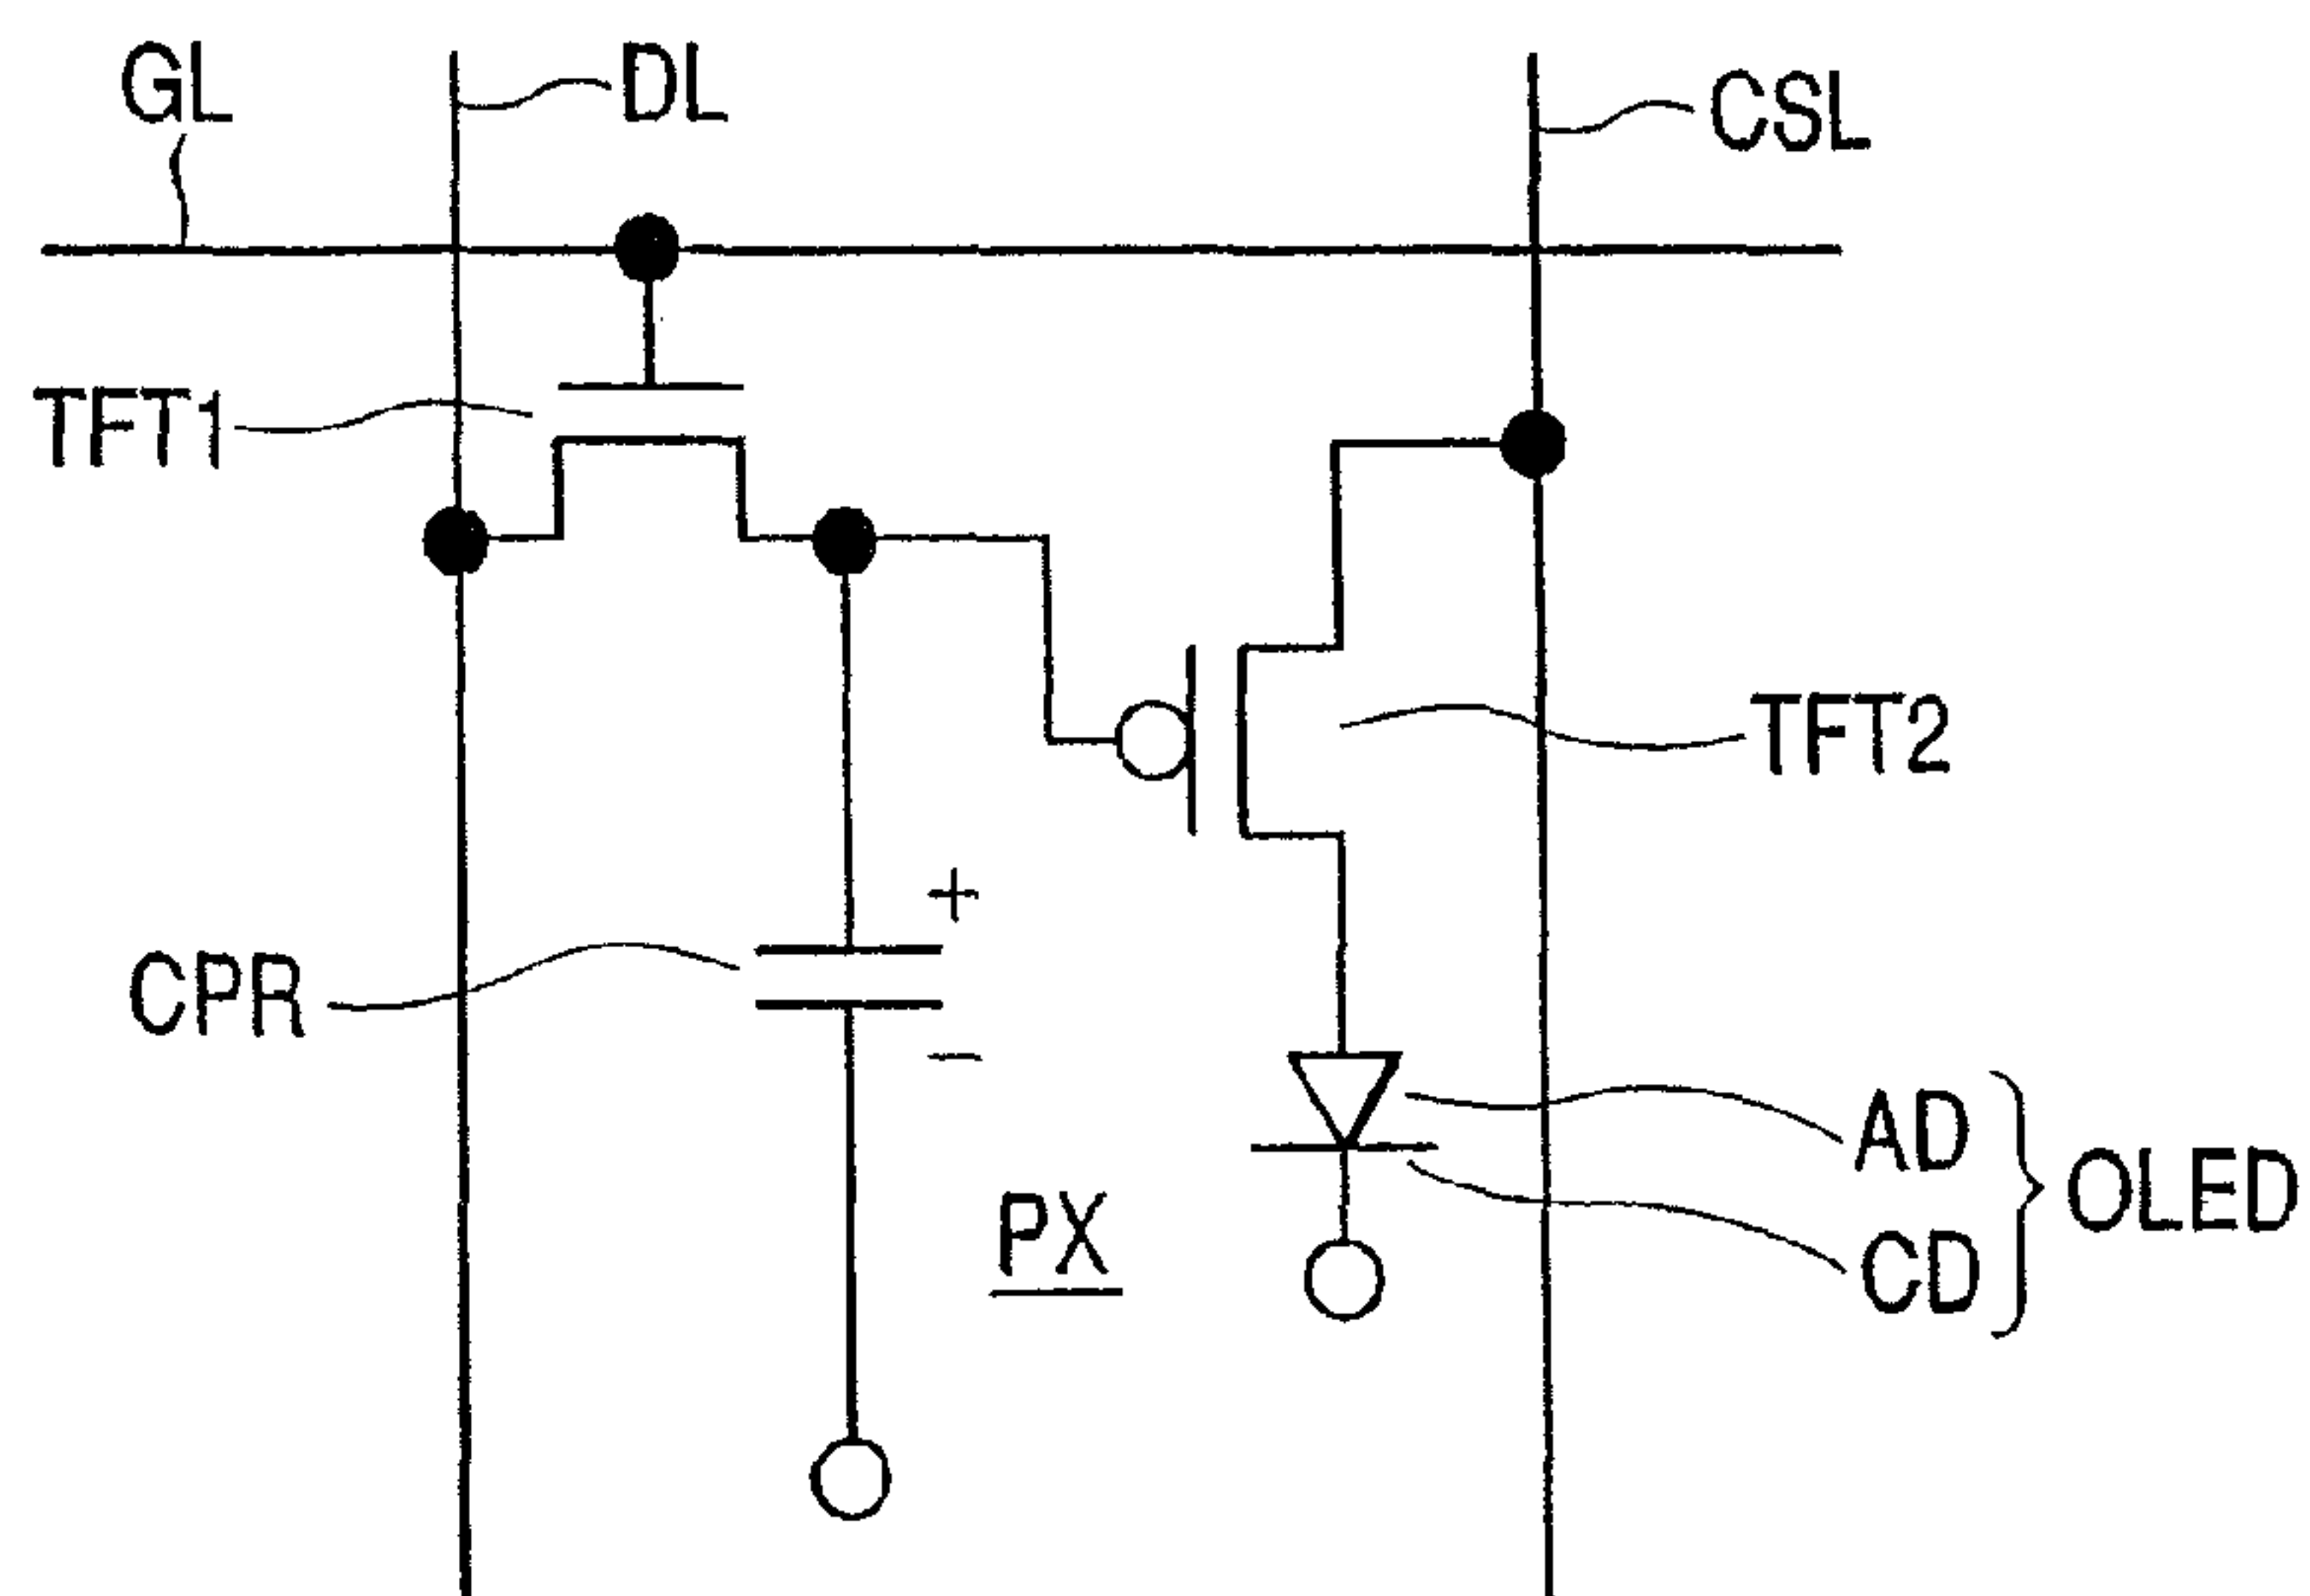 GL
DL
CSL
TFT1
TFT2
+
CPR
−
AD
OLED
PX
CD